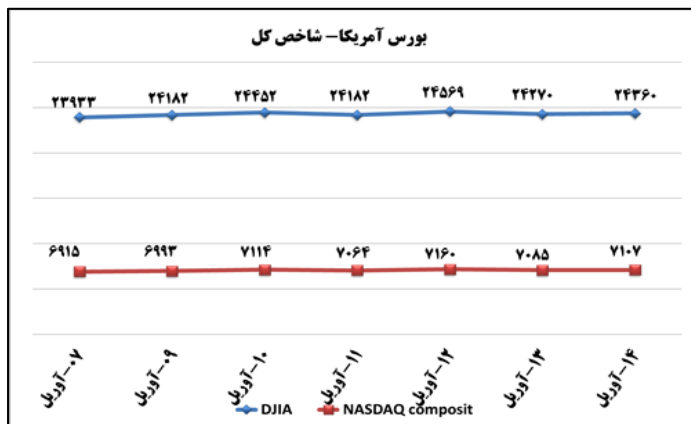 بورس آمریکا– شاخص کل
۲۳۹۳۳ ۲۴۱۸۲ ۲۴۴۵۲ ۲۴۱۸۲ ۲۴۵۶۹ ۲۴۲۷۰ ۲۴۳۶۰
۶۹۱۵ ۶۹۹۳ ۷۱۱۴ ۷۰۶۴ ۷۱۶۰ ۷۰۸۵ ۷۱۰۷
۰۷–آوریل ۰۹–آوریل ۱۰–آوریل ۱۱–آوریل ۱۲–آوریل ۱۳–آوریل ۱۴–آوریل
DJIA NASDAQ composit